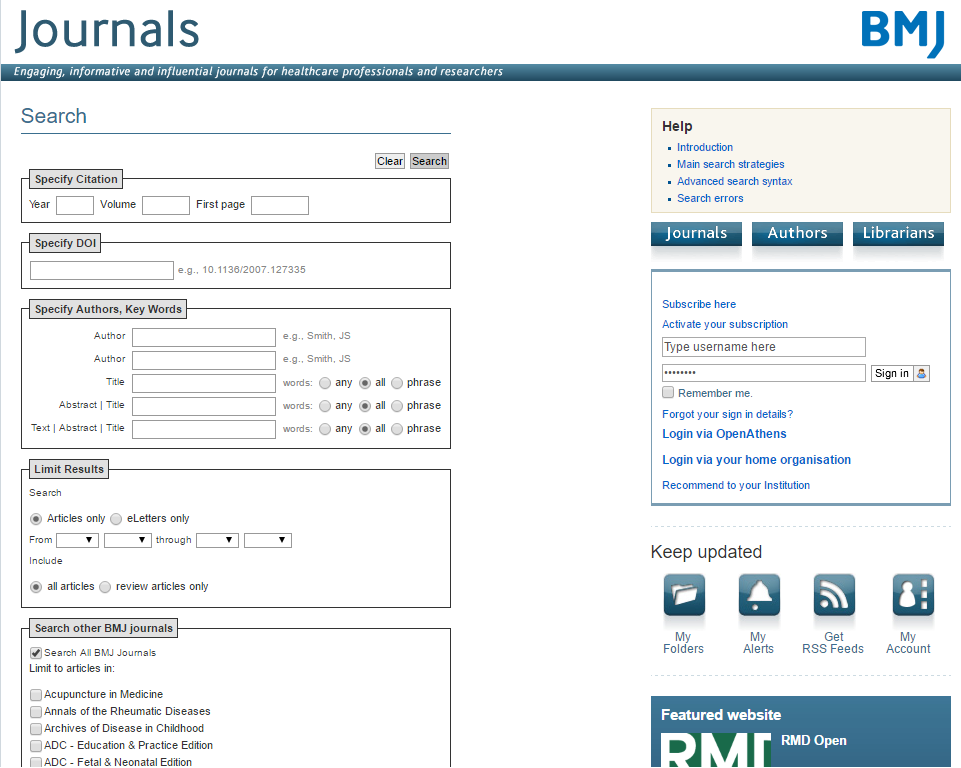 Journals
BMJ
Engaging, informative and influential journals for healthcare professionals and researchers
Search
Clear Search
Specify Citation
Year Volume First page
Specify DOI
e.g., 10.1136/2007.127335
Specify Authors, Key Words
Author e.g., Smith, JS
Author e.g., Smith, JS
Title words: any all phrase
Abstract | Title words: any all phrase
Text | Abstract | Title words: any all phrase
Limit Results
Search
Articles only eLetters only
From through
Include
all articles review articles only
Search other BMJ journals
Search All BMJ Journals
Limit to articles in:
Acupuncture in Medicine
Annals of the Rheumatic Diseases
Archives of Disease in Childhood
ADC - Education & Practice Edition
ADC - Fetal & Neonatal Edition
Help
Introduction
Main search strategies
Advanced search syntax
Search errors
Journals Authors Librarians
Subscribe here
Activate your subscription
Type username here
•••••••• Sign in
Remember me.
Forgot your sign in details?
Login via OpenAthens
Login via your home organisation
Recommend to your Institution
Keep updated
My Folders
My Alerts
Get RSS Feeds
My Account
Featured website
RMD
RMD Open